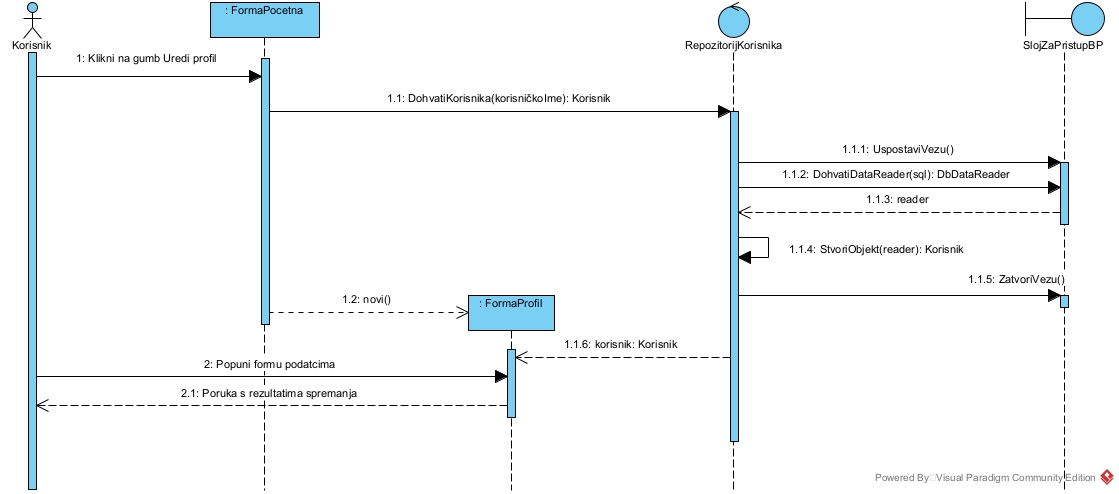 : FormaPocetna
Korisnik
RepozitorijKorisnika
SlojZaPristupBP
1: Klikni na gumb Uredi profil
1.1: DohvatiKorisnika(korisničkoIme): Korisnik
1.1.1: UspostaviVezu()
1.1.2: DohvatiDataReader(sql): DbDataReader
1.1.3: reader
1.1.4: StvoriObjekt(reader): Korisnik
1.1.5: ZatvoriVezu()
1.2: novi()
: FormaProfil
1.1.6: korisnik: Korisnik
2: Popuni formu podatcima
2.1: Poruka s rezultatima spremanja
Powered By Visual Paradigm Community Edition